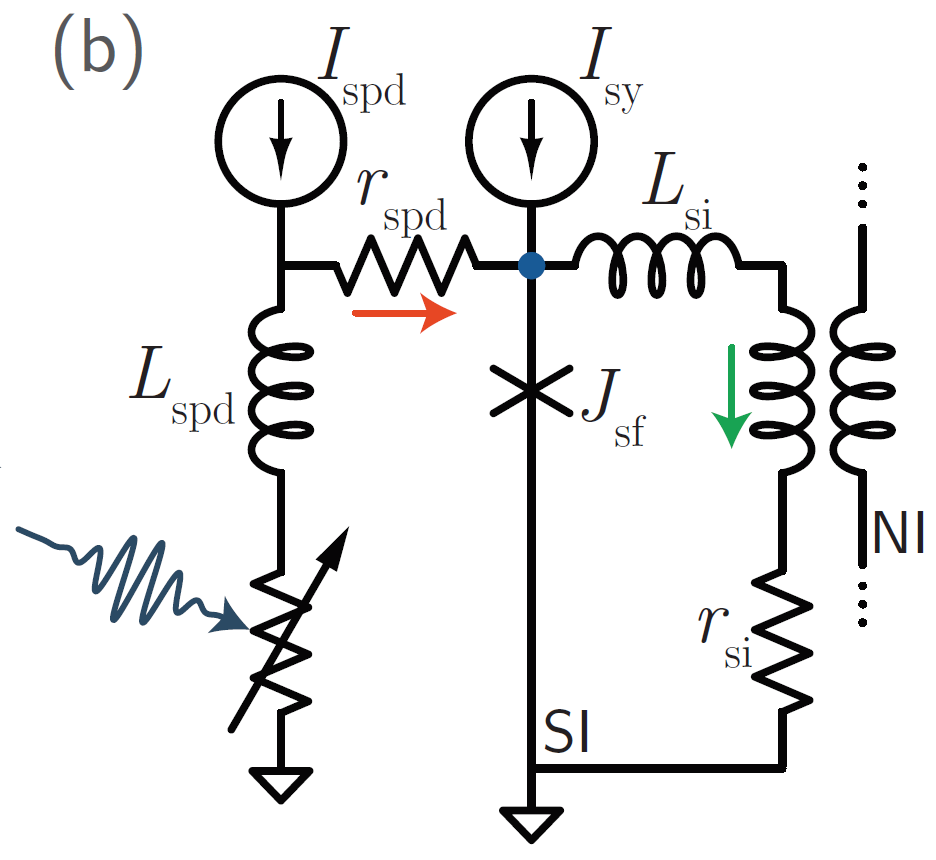 (b)
I_spd
I_sy
r_spd
L_si
L_spd
J_sf
NI
r_si
SI